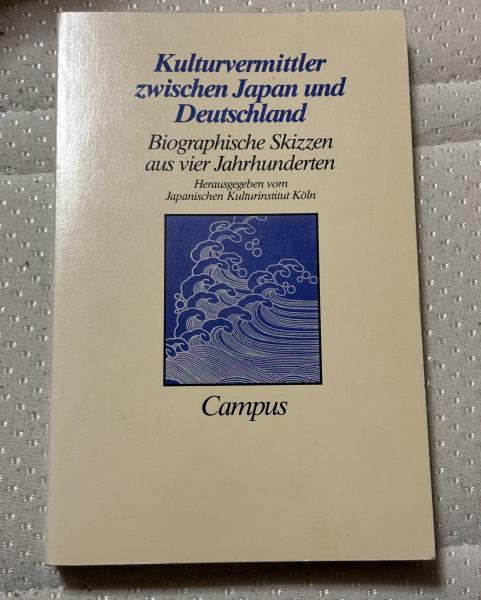 Kulturvermittler
zwischen Japan und
Deutschland
Biographische Skizzen
aus vier Jahrhunderten
Herausgegeben vom
Japanischen Kulturinstitut Köln
Campus